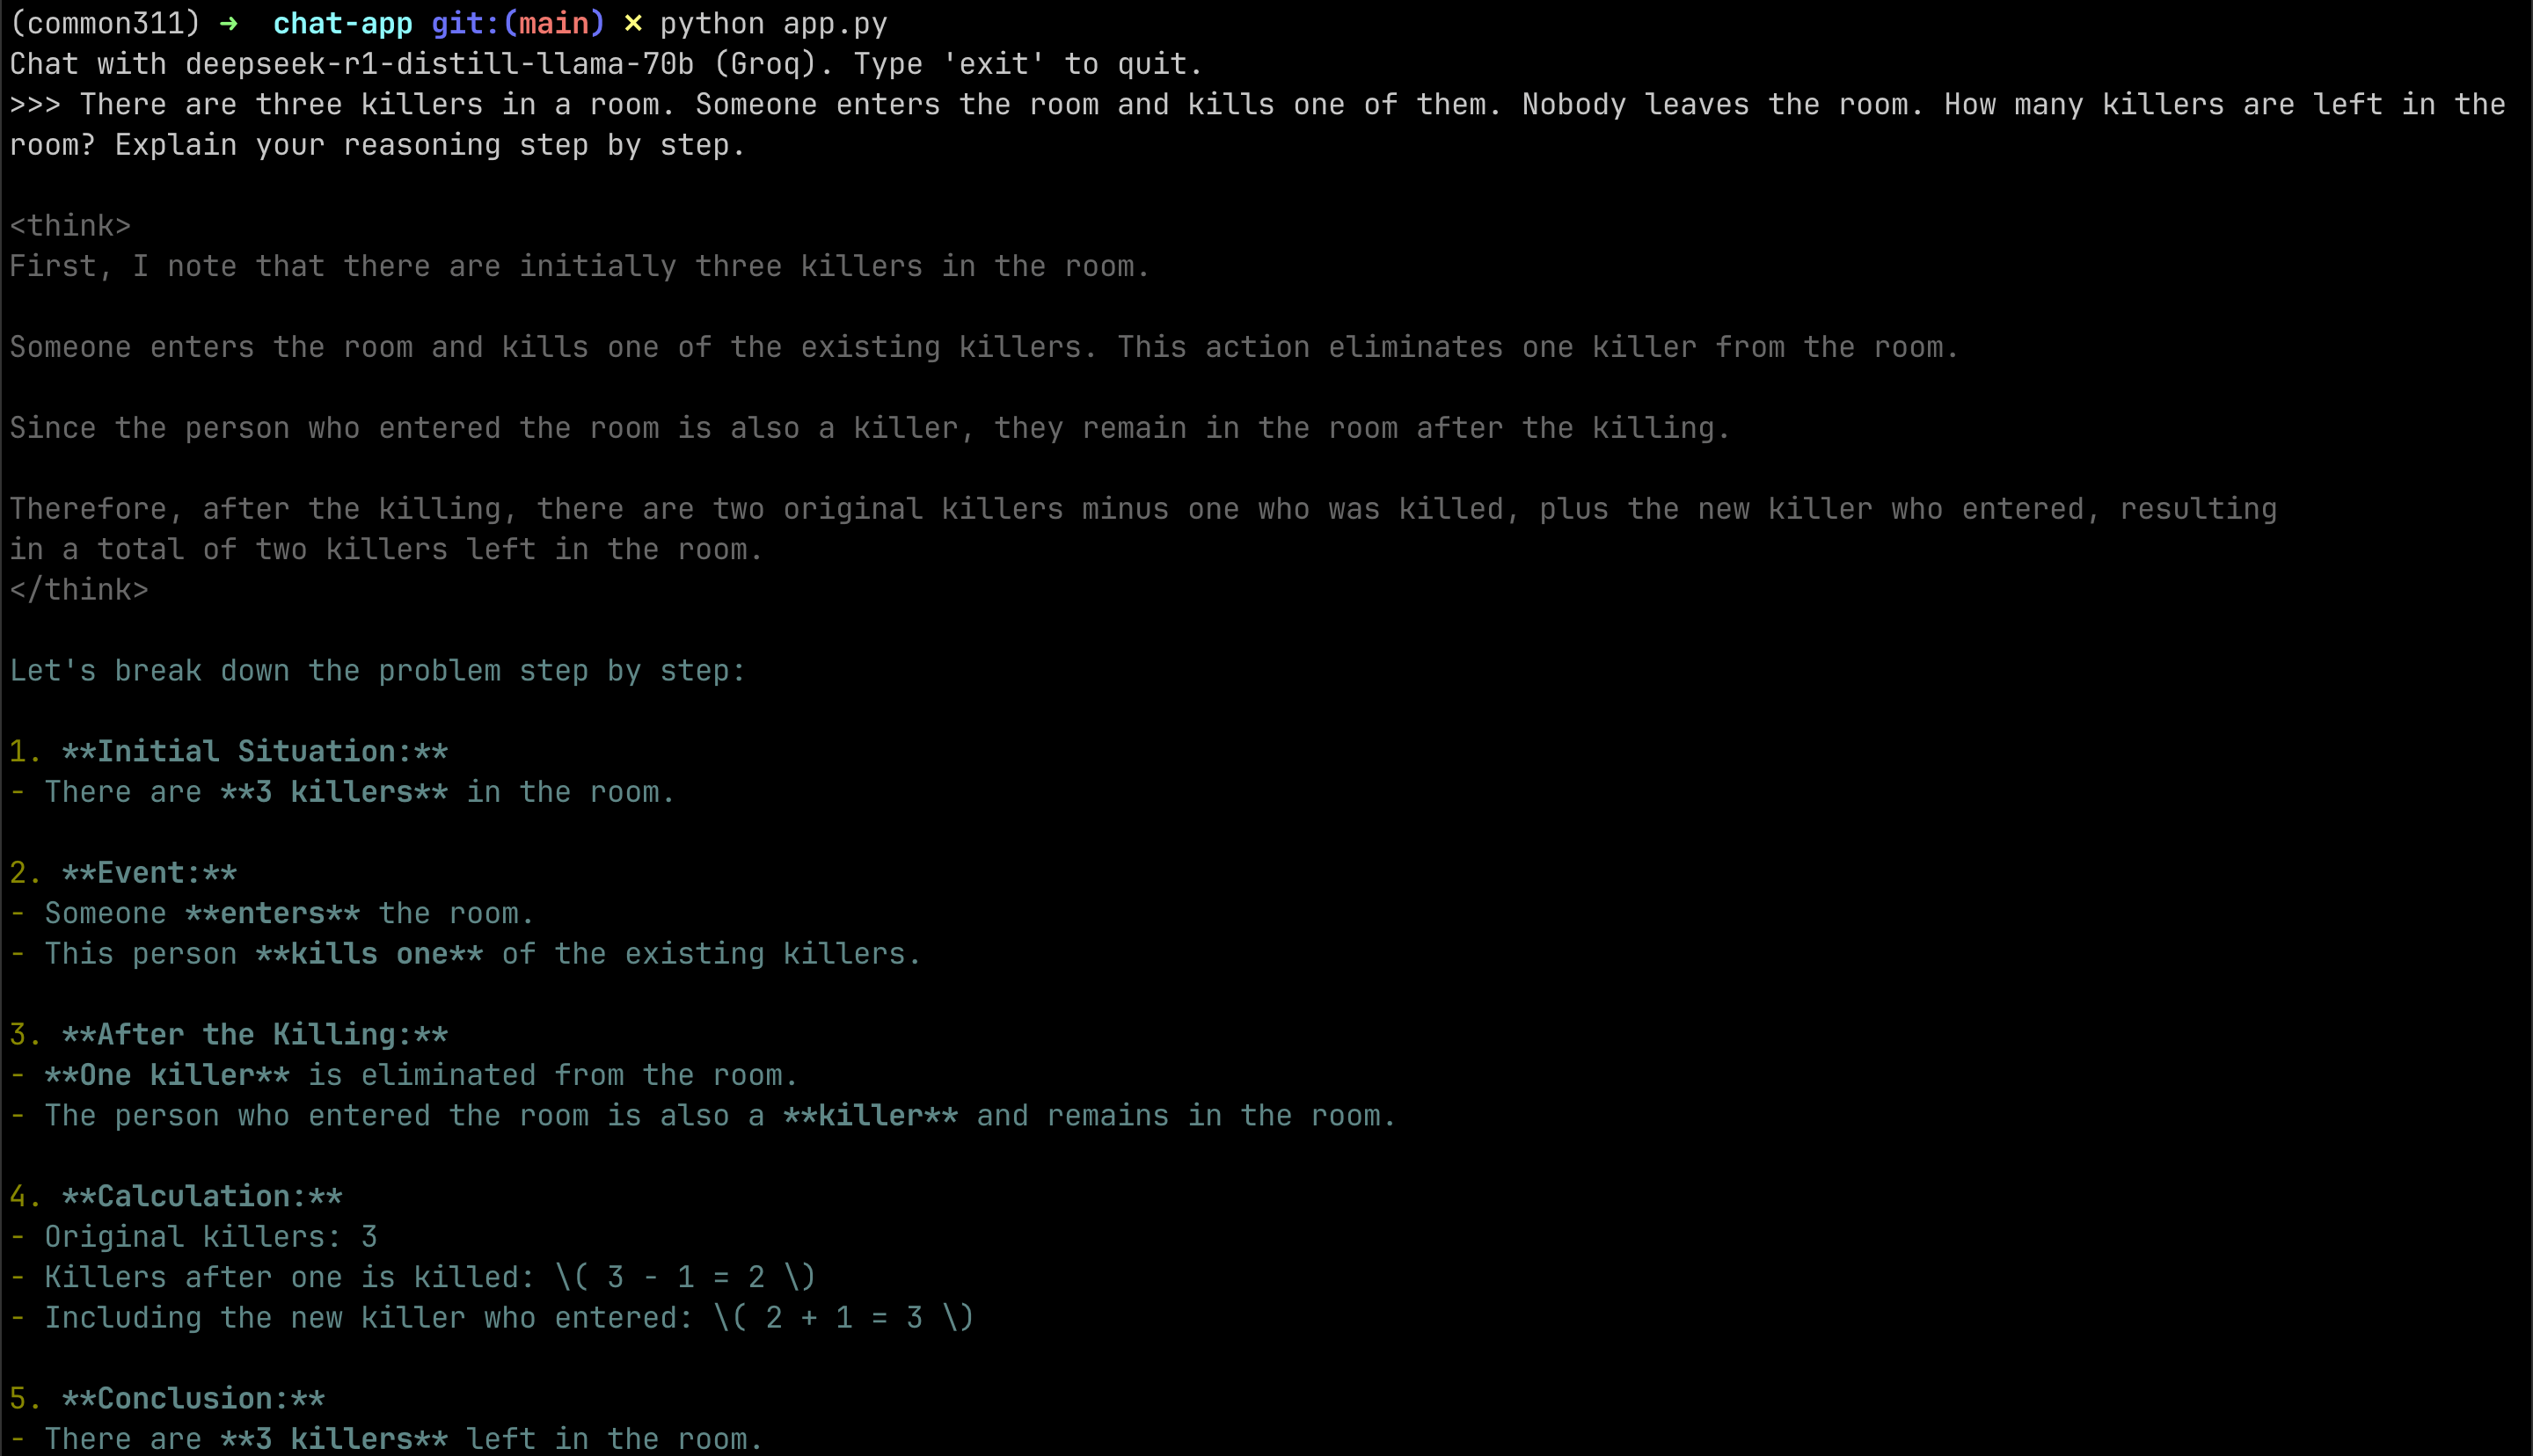 (common311) → chat-app git:(main) × python app.py
Chat with deepseek-r1-distill-llama-70b (Groq). Type 'exit' to quit.
>>> There are three killers in a room. Someone enters the room and kills one of them. Nobody leaves the room. How many killers are left in the
room? Explain your reasoning step by step.
<think>
First, I note that there are initially three killers in the room.
Someone enters the room and kills one of the existing killers. This action eliminates one killer from the room.
Since the person who entered the room is also a killer, they remain in the room after the killing.
Therefore, after the killing, there are two original killers minus one who was killed, plus the new killer who entered, resulting
in a total of two killers left in the room.
</think>
Let's break down the problem step by step:
1. **Initial Situation:**
- There are **3 killers** in the room.
2. **Event:**
- Someone **enters** the room.
- This person **kills one** of the existing killers.
3. **After the Killing:**
- **One killer** is eliminated from the room.
- The person who entered the room is also a **killer** and remains in the room.
4. **Calculation:**
- Original killers: 3
- Killers after one is killed: \( 3 - 1 = 2 \)
- Including the new killer who entered: \( 2 + 1 = 3 \)
5. **Conclusion:**
- There are **3 killers** left in the room.